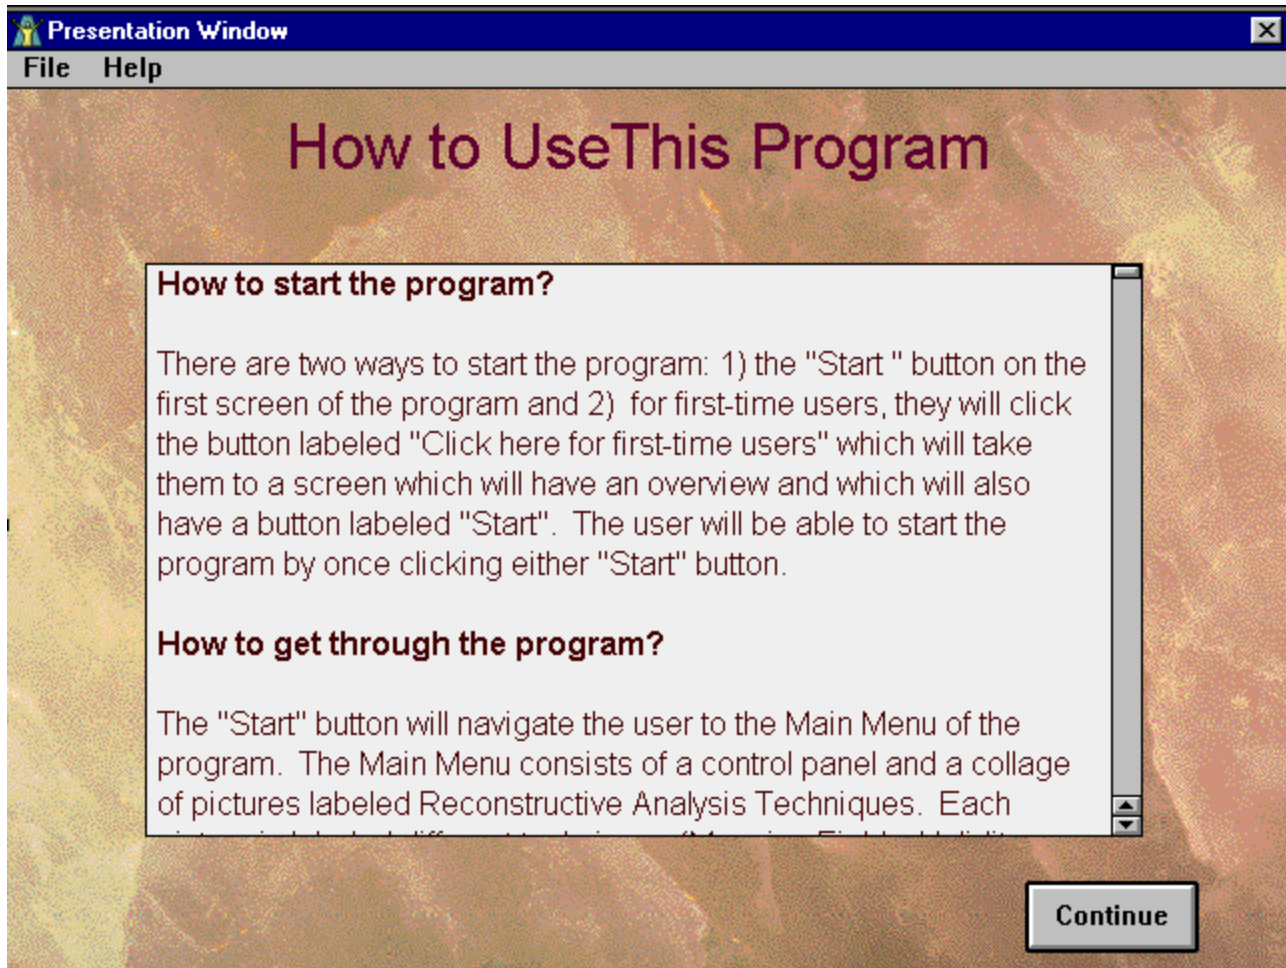 Presentation Window
File Help
How to UseThis Program
How to start the program?
There are two ways to start the program: 1) the "Start " button on the
first screen of the program and 2)  for first-time users, they will click
the button labeled "Click here for first-time users" which will take
them to a screen which will have an overview and which will also
have a button labeled "Start".  The user will be able to start the
program by once clicking either "Start" button.
How to get through the program?
The "Start" button will navigate the user to the Main Menu of the
program.  The Main Menu consists of a control panel and a collage
of pictures labeled Reconstructive Analysis Techniques.  Each
Continue